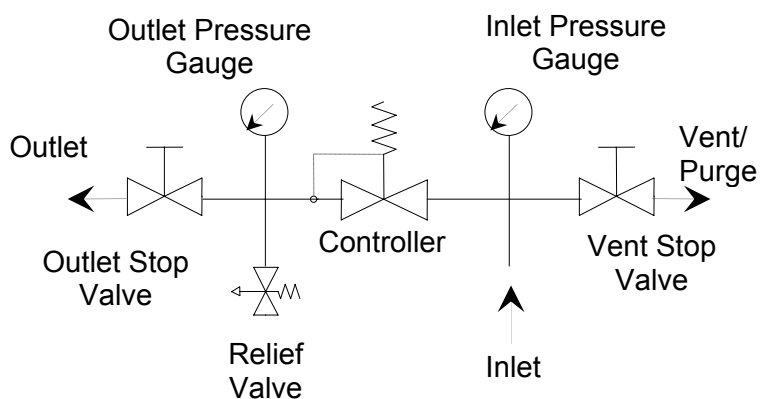 Outlet Pressure
Gauge
Inlet Pressure
Gauge
Outlet
Vent/
Purge
Controller
Outlet Stop
Valve
Vent Stop
Valve
Relief
Valve
Inlet